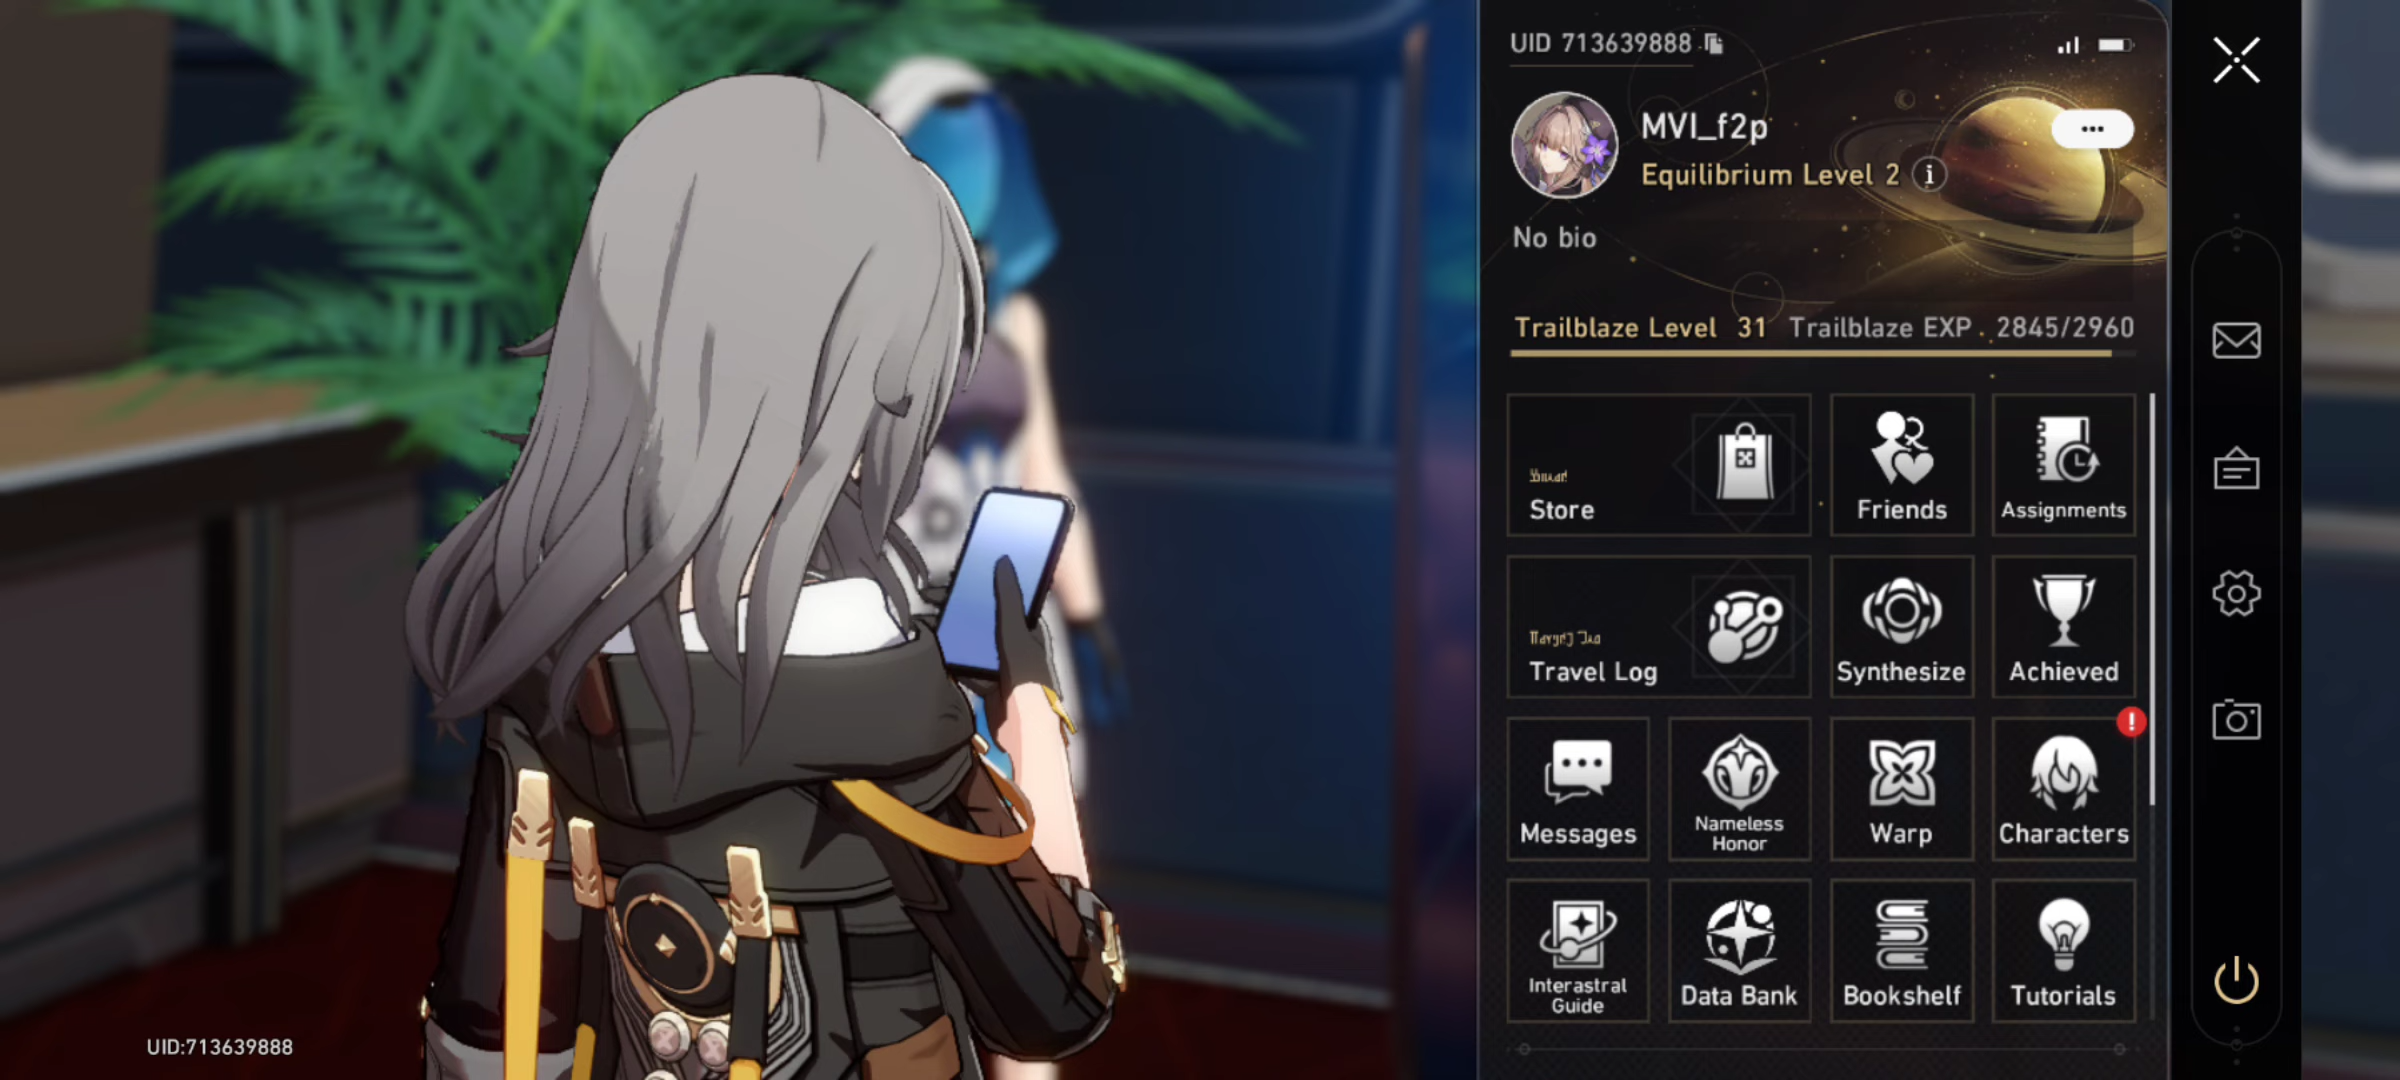 UID 713639888
MVI_f2p
Equilibrium Level 2
No bio
Trailblaze Level 31 Trailblaze EXP 2845/2960
Store
Friends
Assignments
Travel Log
Synthesize
Achieved
Messages
Nameless
Honor
Warp
Characters
Interastral
Guide
Data Bank
Bookshelf
Tutorials
UID:713639888